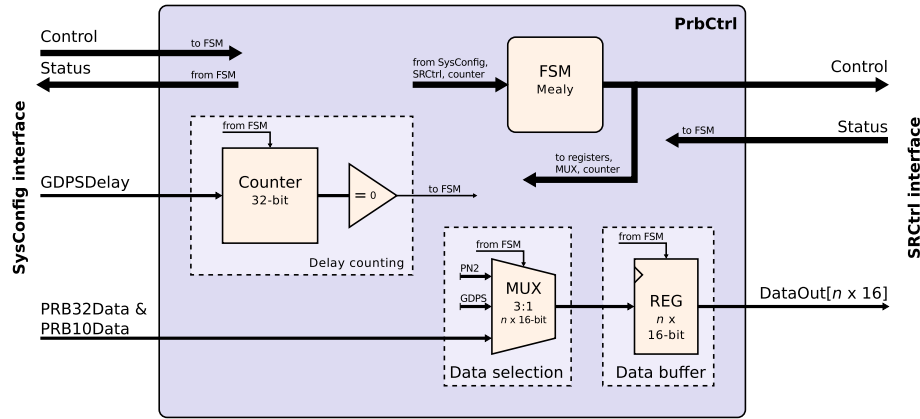 PrbCtrl
Control
to FSM
Status
from FSM
from SysConfig,
SRCtrl, counter
FSM
Mealy
Control
Status
to FSM
to registers,
MUX, counter
SysConfig interface
SRCtrl interface
from FSM
GDPSDelay
Counter
32-bit
= 0
to FSM
Delay counting
from FSM
PN2
GDPS
MUX
3:1
n x 16-bit
Data selection
from FSM
REG
n x
16-bit
Data buffer
DataOut[n x 16]
PRB32Data &
PRB10Data